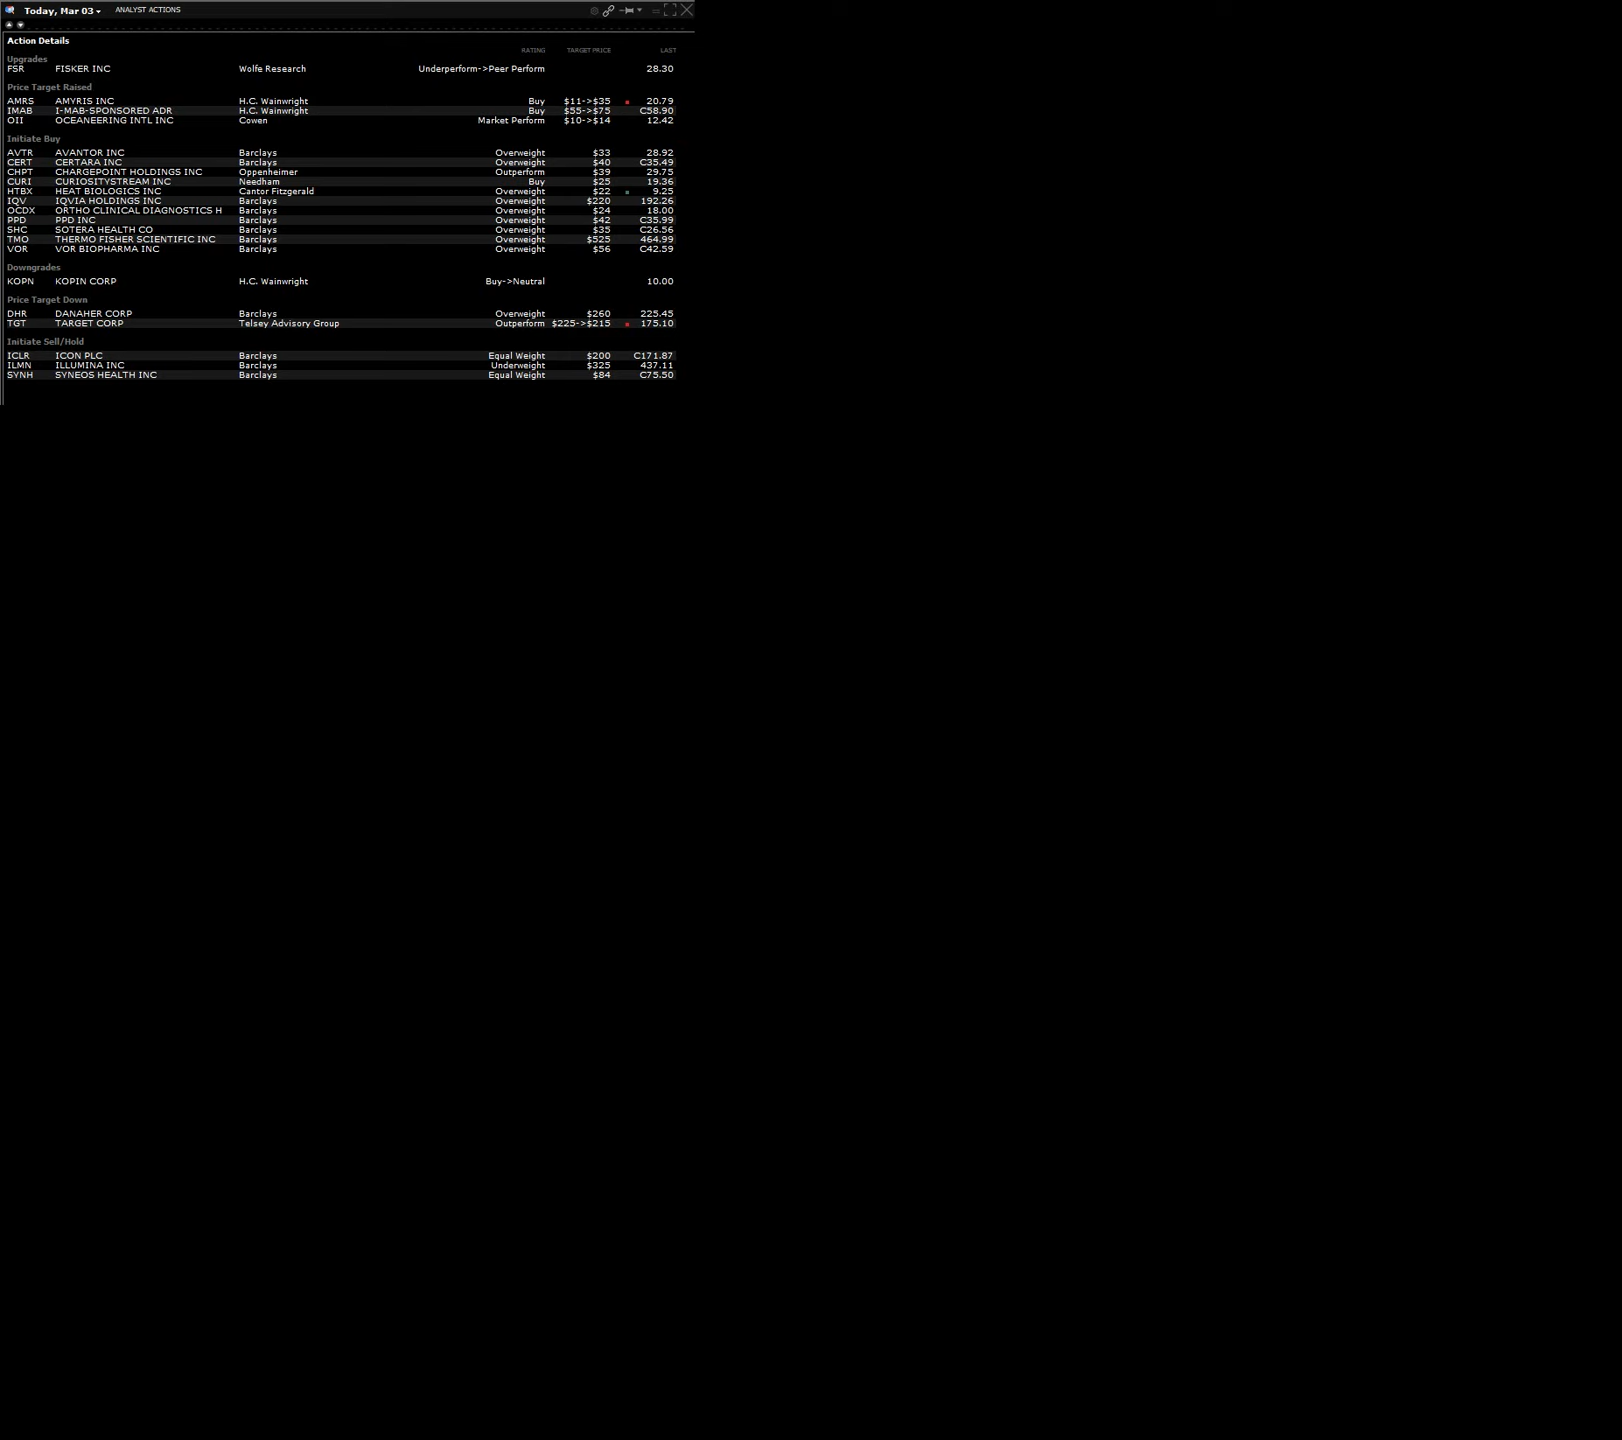 Today, Mar 03 ANALYST ACTIONS
Action Details
RATING TARGET PRICE LAST
Upgrades
FSR FISKER INC Wolfe Research Underperform->Peer Perform 28.30
Price Target Raised
AMRS AMYRIS INC H.C. Wainwright Buy $11->$35 20.79
IMAB I-MAB-SPONSORED ADR H.C. Wainwright Buy $55->$75 C58.90
OII OCEANEERING INTL INC Cowen Market Perform $10->$14 12.42
Initiate Buy
AVTR AVANTOR INC Barclays Overweight $33 28.92
CERT CERTARA INC Barclays Overweight $40 C35.49
CHPT CHARGEPOINT HOLDINGS INC Oppenheimer Outperform $39 29.75
CURI CURIOSITYSTREAM INC Needham Buy $25 19.36
HTBX HEAT BIOLOGICS INC Cantor Fitzgerald Overweight $22 9.25
IQV IQVIA HOLDINGS INC Barclays Overweight $220 192.26
OCDX ORTHO CLINICAL DIAGNOSTICS H Barclays Overweight $24 18.00
PPD PPD INC Barclays Overweight $42 C35.99
SHC SOTERA HEALTH CO Barclays Overweight $35 C26.56
TMO THERMO FISHER SCIENTIFIC INC Barclays Overweight $525 464.99
VOR VOR BIOPHARMA INC Barclays Overweight $56 C42.59
Downgrades
KOPN KOPIN CORP H.C. Wainwright Buy->Neutral 10.00
Price Target Down
DHR DANAHER CORP Barclays Overweight $260 225.45
TGT TARGET CORP Telsey Advisory Group Outperform $225->$215 175.10
Initiate Sell/Hold
ICLR ICON PLC Barclays Equal Weight $200 C171.87
ILMN ILLUMINA INC Barclays Underweight $325 437.11
SYNH SYNEOS HEALTH INC Barclays Equal Weight $84 C75.50